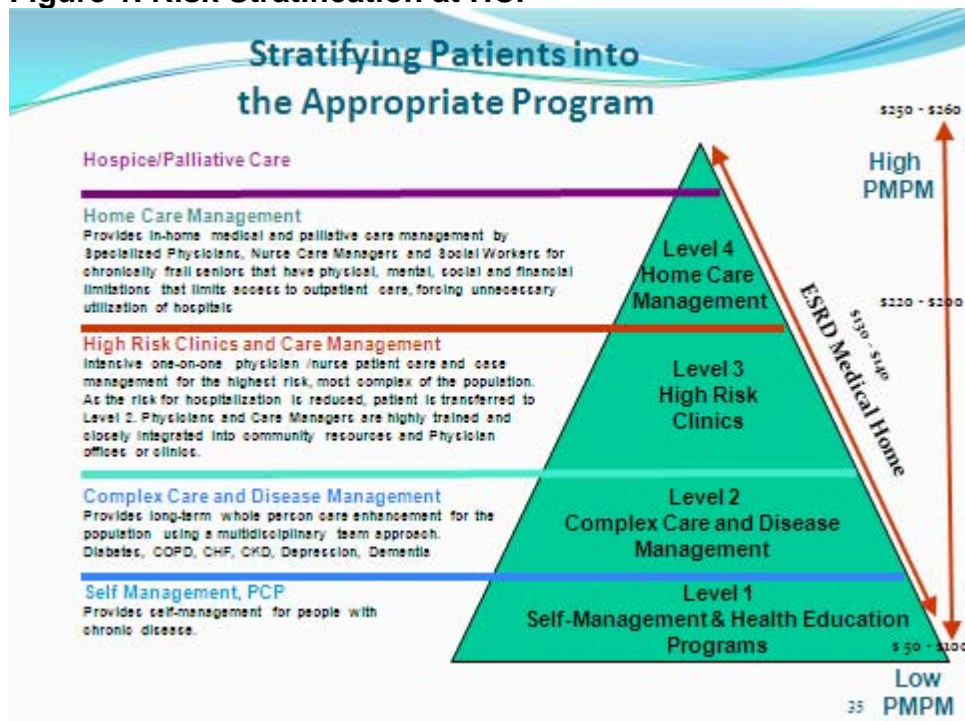 Stratifying Patients into
the Appropriate Program
$250 - $260
High
PMPM
Hospice/Palliative Care
Home Care Management
Provides in-home medical and palliative care management by
Specialized Physicians, Nurse Care Managers and Social Workers for
chronically frail seniors that have physical, mental, social and financial
limitations that limits access to outpatient care, forcing unnecessary
utilization of hospitals
Level 4
Home Care
Management
$220 - $200
High Risk Clinics and Care Management
Intensive one-on-one physician /nurse patient care and case
management for the highest risk, most complex of the population.
As the risk for hospitalization is reduced, patient is transferred to
Level 2. Physicians and Care Managers are highly trained and
closely integrated into community resources and Physician
offices or clinics.
Level 3
High Risk
Clinics
$130 - $140
ESRD Medical Home
Complex Care and Disease Management
Provides long-term whole person care enhancement for the
population using a multidisciplinary team approach.
Diabetes, COPD, CHF, CKD, Depression, Dementia
Level 2
Complex Care and Disease
Management
Self Management, PCP
Provides self-management for people with
chronic disease.
Level 1
Self-Management & Health Education
Programs
$ 50 - $100
Low
PMPM
35